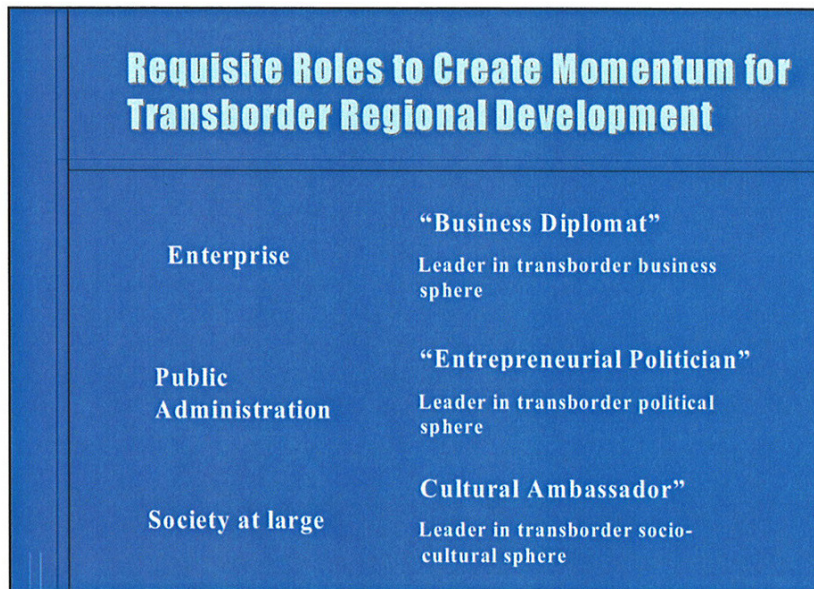 Requisite Roles to Create Momentum for
Transborder Regional Development
Enterprise
“Business Diplomat”
Leader in transborder business
sphere
Public
Administration
“Entrepreneurial Politician”
Leader in transborder political
sphere
Society at large
Cultural Ambassador”
Leader in transborder socio-
cultural sphere